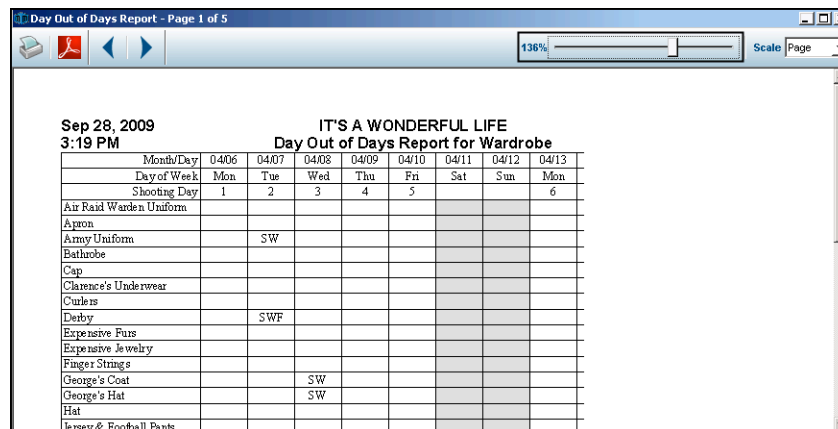 Day Out of Days Report - Page 1 of 5
136% Scale Page
Sep 28, 2009 IT'S A WONDERFUL LIFE
3:19 PM Day Out of Days Report for Wardrobe
Month/Day 04/06 04/07 04/08 04/09 04/10 04/11 04/12 04/13
Day of Week Mon Tue Wed Thu Fri Sat Sun Mon
Shooting Day 1 2 3 4 5 6
Air Raid Warden Uniform
Apron
Army Uniform SW
Bathrobe
Cap
Clarence's Underwear
Curlers
Derby SWF
Expensive Furs
Expensive Jewelry
Finger Strings
George's Coat SW
George's Hat SW
Hat
Jersey & Football Pants